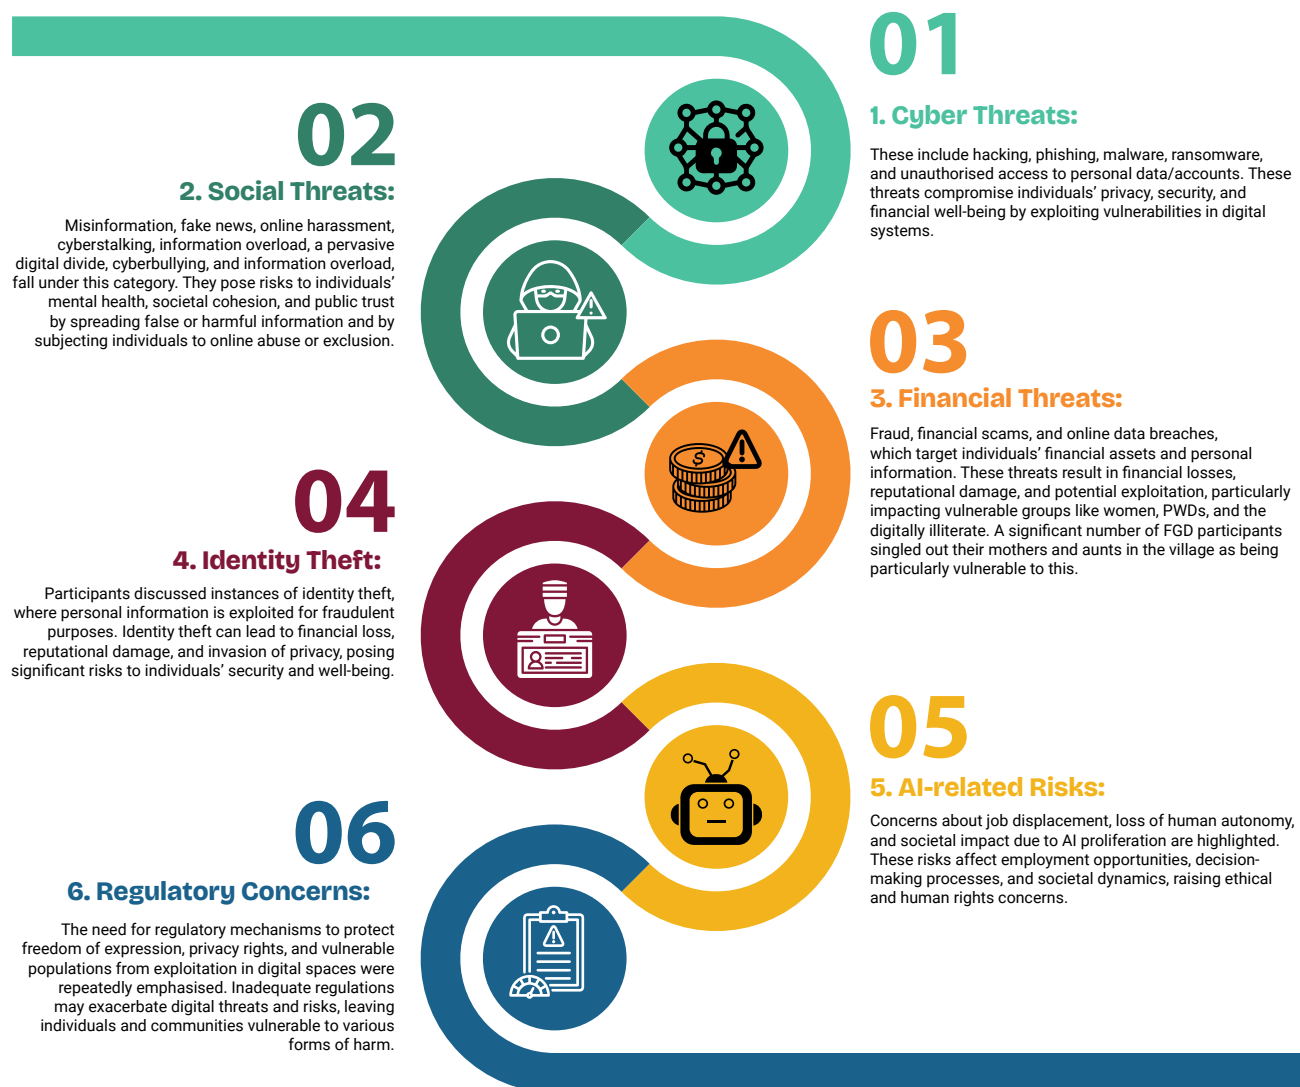 01
1. Cyber Threats:
These include hacking, phishing, malware, ransomware,
and unauthorised access to personal data/accounts. These
threats compromise individuals’ privacy, security, and
financial well-being by exploiting vulnerabilities in digital
systems.
02
2. Social Threats:
Misinformation, fake news, online harassment,
cyberstalking, information overload, a pervasive
digital divide, cyberbullying, and information overload,
fall under this category. They pose risks to individuals’
mental health, societal cohesion, and public trust
by spreading false or harmful information and by
subjecting individuals to online abuse or exclusion.
03
3. Financial Threats:
Fraud, financial scams, and online data breaches,
which target individuals’ financial assets and personal
information. These threats result in financial losses,
reputational damage, and potential exploitation, particularly
impacting vulnerable groups like women, PWDs, and the
digitally illiterate. A significant number of FGD participants
singled out their mothers and aunts in the village as being
particularly vulnerable to this.
$
04
4. Identity Theft:
Participants discussed instances of identity theft,
where personal information is exploited for fraudulent
purposes. Identity theft can lead to financial loss,
reputational damage, and invasion of privacy, posing
significant risks to individuals’ security and well-being.
05
5. AI-related Risks:
Concerns about job displacement, loss of human autonomy,
and societal impact due to AI proliferation are highlighted.
These risks affect employment opportunities, decision-
making processes, and societal dynamics, raising ethical
and human rights concerns.
06
6. Regulatory Concerns:
The need for regulatory mechanisms to protect
freedom of expression, privacy rights, and vulnerable
populations from exploitation in digital spaces were
repeatedly emphasised. Inadequate regulations
may exacerbate digital threats and risks, leaving
individuals and communities vulnerable to various
forms of harm.